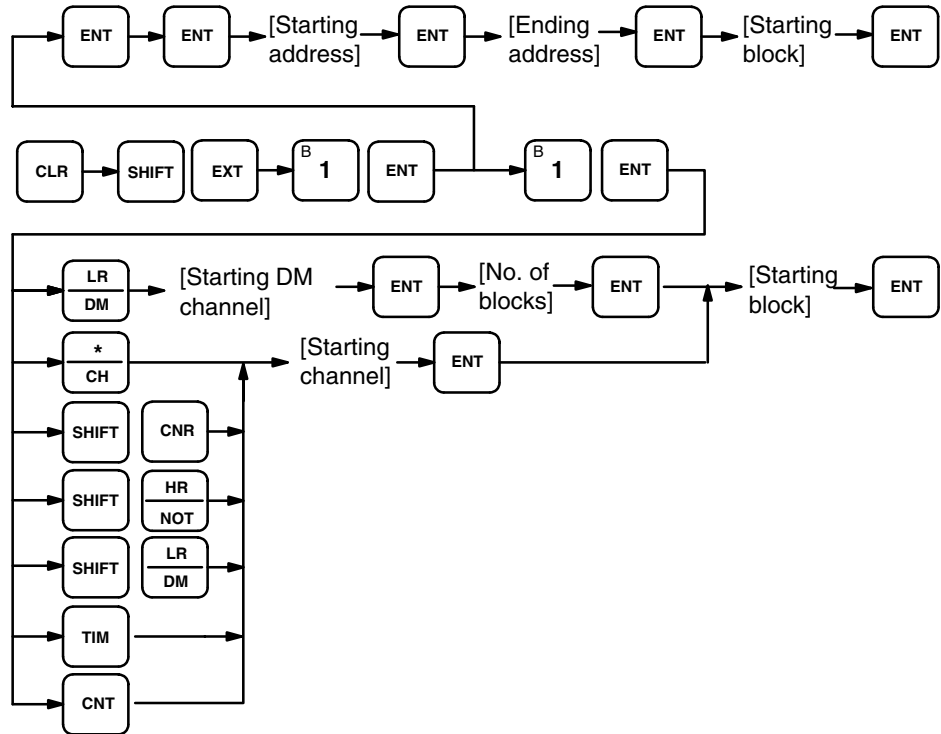 ENT ENT [Starting address] ENT [Ending address] ENT [Starting block] ENT
CLR SHIFT EXT B 1 ENT B 1 ENT
LR DM [Starting DM channel] ENT [No. of blocks] ENT [Starting block] ENT
* CH [Starting channel] ENT
SHIFT CNR
SHIFT HR NOT
SHIFT LR DM
TIM
CNT